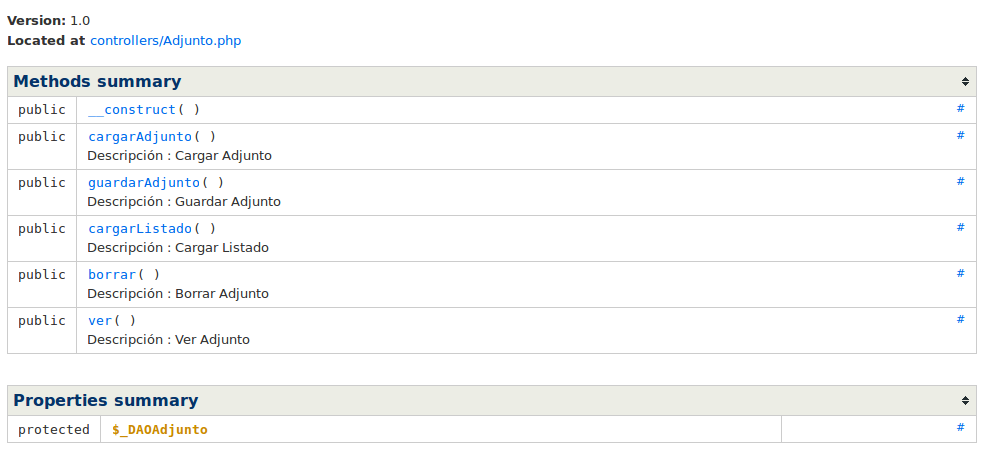 Version: 1.0
Located at controllers/Adjunto.php
Methods summary
public __construct( ) #
public cargarAdjunto( ) #
Descripción : Cargar Adjunto
public guardarAdjunto( ) #
Descripción : Guardar Adjunto
public cargarListado( ) #
Descripción : Cargar Listado
public borrar( ) #
Descripción : Borrar Adjunto
public ver( ) #
Descripción : Ver Adjunto
Properties summary
protected $_DAOAdjunto #